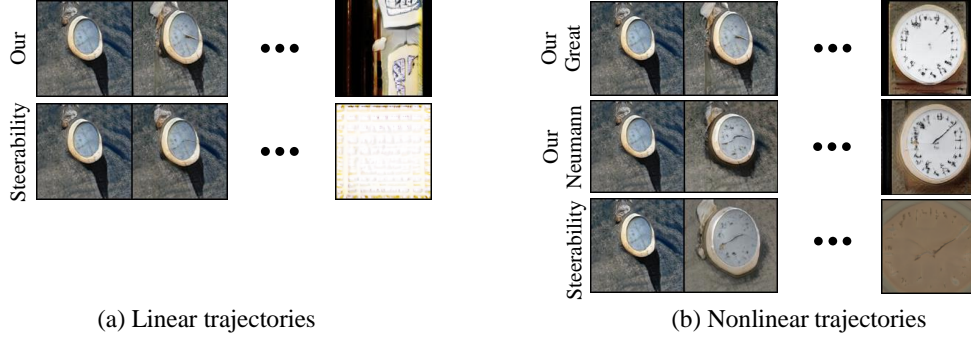 Our
Steerability
(a) Linear trajectories
Our
Great
Our
Neumann
Steerability
(b) Nonlinear trajectories